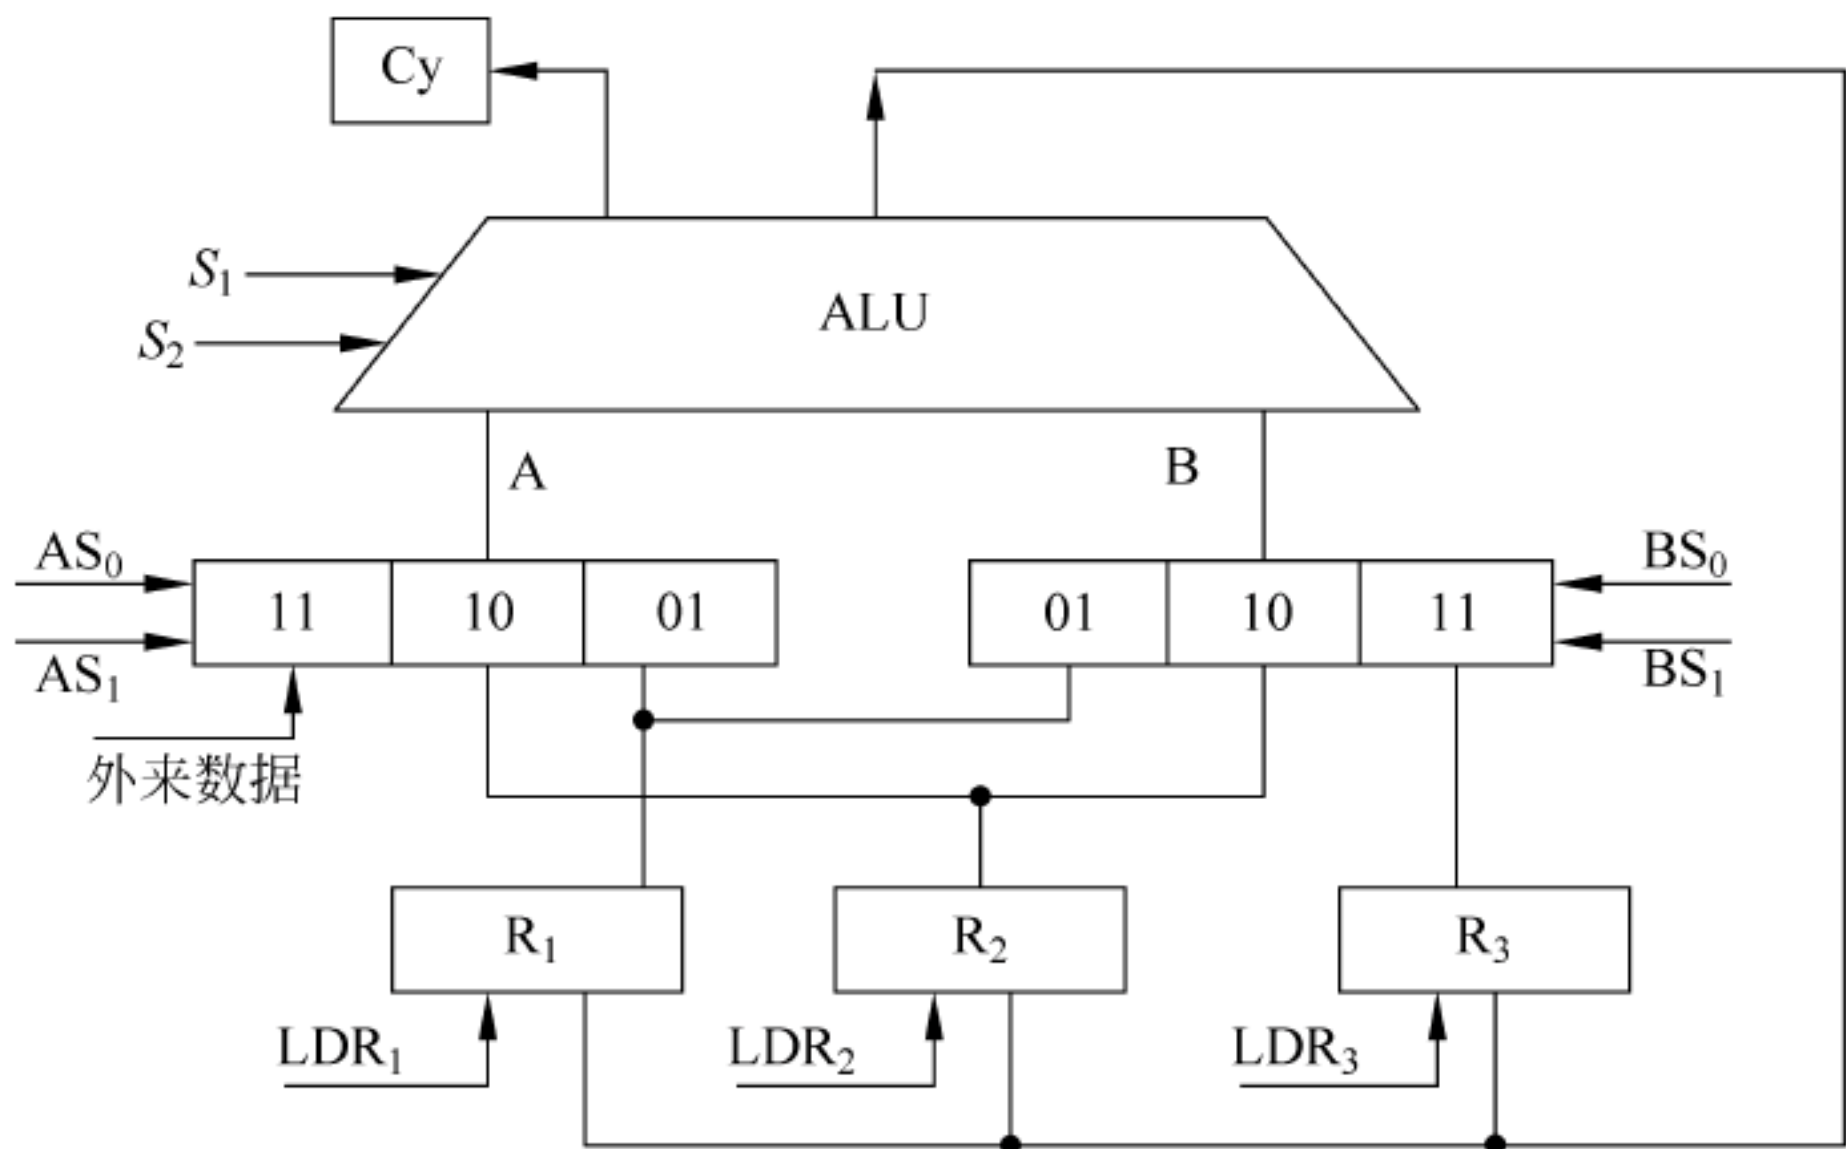 Cy
S₁
S₂
ALU
A
B
AS₀
11 10 01
01 10 11
BS₀
AS₁
BS₁
外来数据
R₁
R₂
R₃
LDR₁
LDR₂
LDR₃